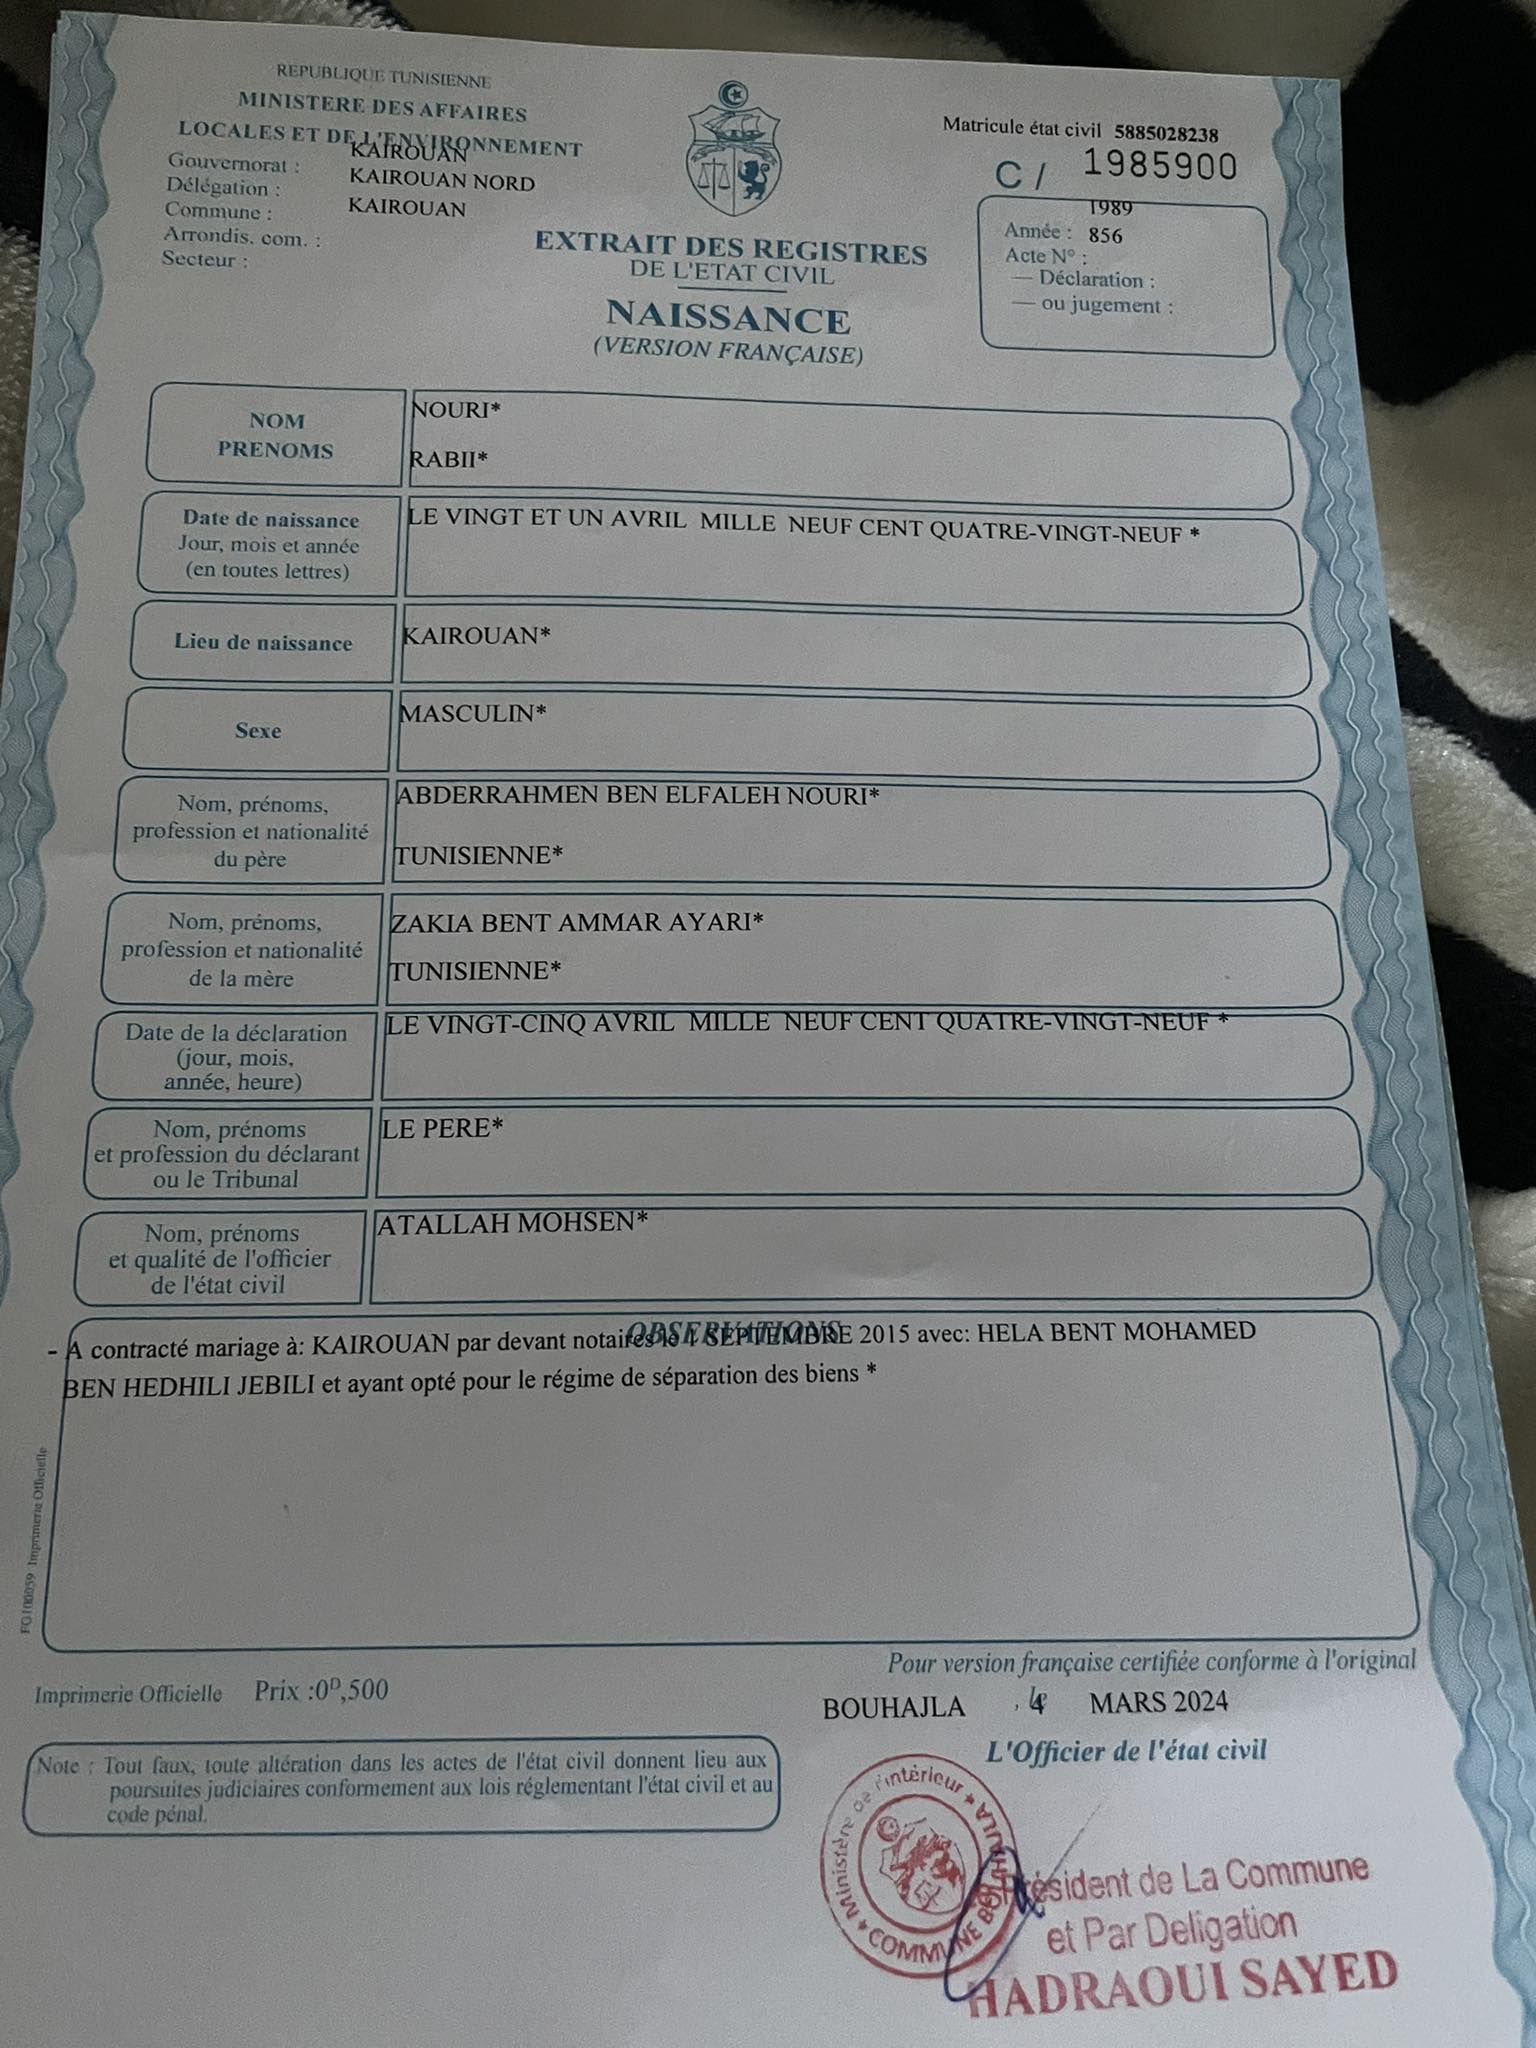 REPUBLIQUE TUNISIENNE
MINISTERE DES AFFAIRES
LOCALES ET DE L'ENVIRONNEMENT
Gouvernorat : KAIROUAN
Délégation : KAIROUAN NORD
Commune : KAIROUAN
Arrondis. com. :
Secteur :
Matricule état civil 5885028238
C / 1985900
1989
Année : 856
Acte N° :
— Déclaration :
— ou jugement :
EXTRAIT DES REGISTRES
DE L'ETAT CIVIL
NAISSANCE
(VERSION FRANÇAISE)
NOM
PRENOMS
NOURI*
RABII*
Date de naissance
Jour, mois et année
(en toutes lettres)
LE VINGT ET UN AVRIL MILLE NEUF CENT QUATRE-VINGT-NEUF *
Lieu de naissance
KAIROUAN*
Sexe
MASCULIN*
Nom, prénoms,
profession et nationalité
du père
ABDERRAHMEN BEN ELFALEH NOURI*
TUNISIENNE*
Nom, prénoms,
profession et nationalité
de la mère
ZAKIA BENT AMMAR AYARI*
TUNISIENNE*
Date de la déclaration
(jour, mois,
année, heure)
LE VINGT-CINQ AVRIL MILLE NEUF CENT QUATRE-VINGT-NEUF *
Nom, prénoms
et profession du déclarant
ou le Tribunal
LE PERE*
Nom, prénoms
et qualité de l'officier
de l'état civil
ATALLAH MOHSEN*
OBSERVATIONS
- A contracté mariage à: KAIROUAN par devant notaires le SEPTEMBRE 2015 avec: HELA BENT MOHAMED
BEN HEDHILI JEBILI et ayant opté pour le régime de séparation des biens *
FG100059 Imprimerie Officielle
Pour version française certifiée conforme à l'original
Imprimerie Officielle Prix :0D,500
BOUHAJLA , le 4 MARS 2024
L'Officier de l'état civil
Note : Tout faux, toute altération dans les actes de l'état civil donnent lieu aux
poursuites judiciaires conformement aux lois réglementant l'état civil et au
code pénal.
Ministère de l'intérieur
COMMUNE BOUHAJLA
Président de La Commune
et Par Deligation
HADRAOUI SAYED